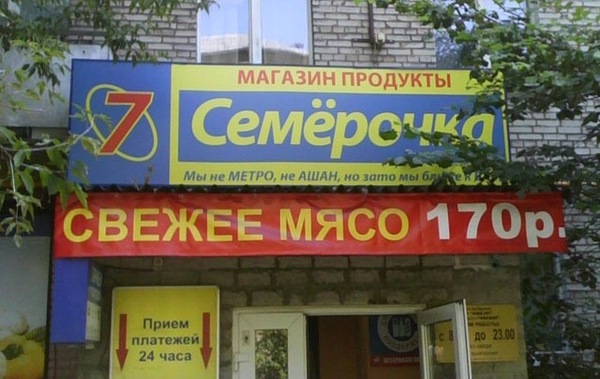 МАГАЗИН ПРОДУКТЫ
7 Семёрочка
Мы не МЕТРО, не АШАН, но зато мы
СВЕЖЕЕ МЯСО 170р.
Прием
платежей
24 часа
с 8 до 23.00